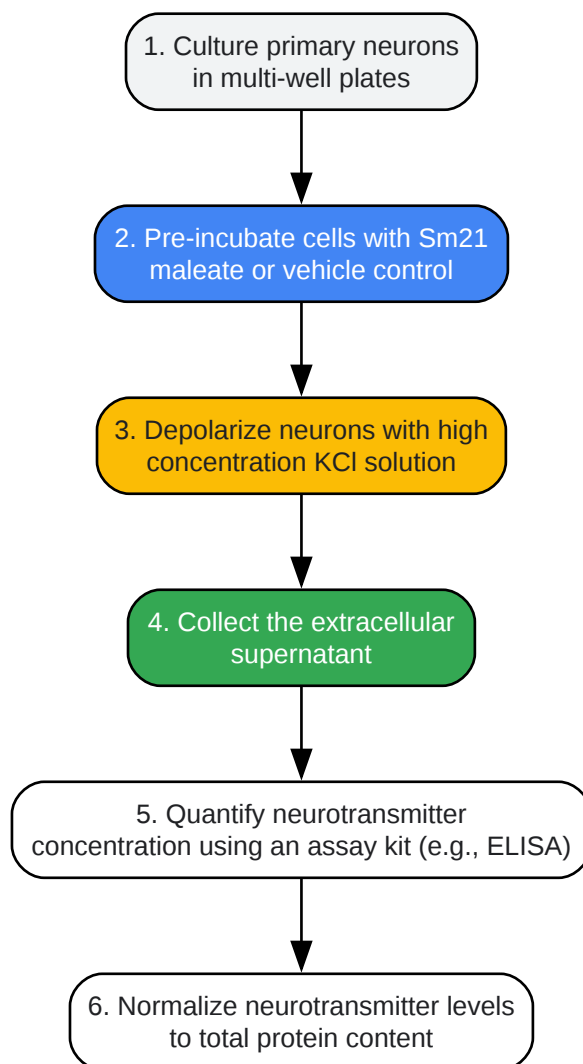 1. Culture primary neurons
in multi-well plates
2. Pre-incubate cells with Sm21
maleate or vehicle control
3. Depolarize neurons with high
concentration KCl solution
4. Collect the extracellular
supernatant
5. Quantify neurotransmitter
concentration using an assay kit (e.g., ELISA)
6. Normalize neurotransmitter levels
to total protein content